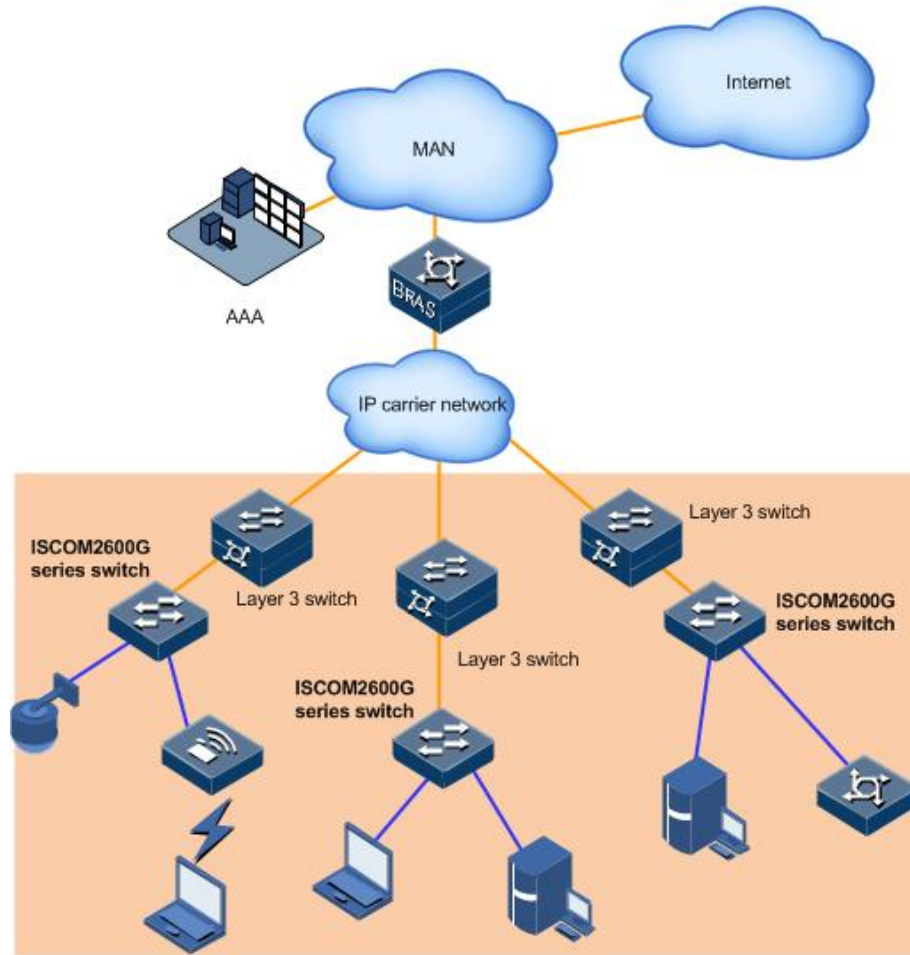 Internet
MAN
AAA
BRAS
IP carrier network
Layer 3 switch
ISCOM2600G
series switch
Layer 3 switch
ISCOM2600G
series switch
Layer 3 switch
ISCOM2600G
series switch